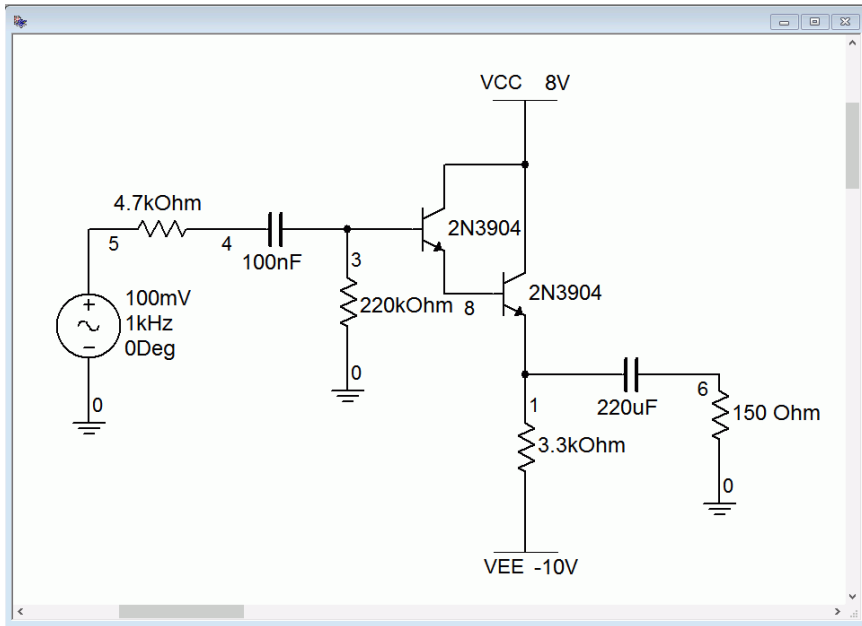 VCC 8V
4.7kOhm
2N3904
5
4
100nF
3
220kOhm
8
2N3904
100mV
1kHz
0Deg
0
0
1
220uF
6
150 Ohm
3.3kOhm
0
VEE -10V